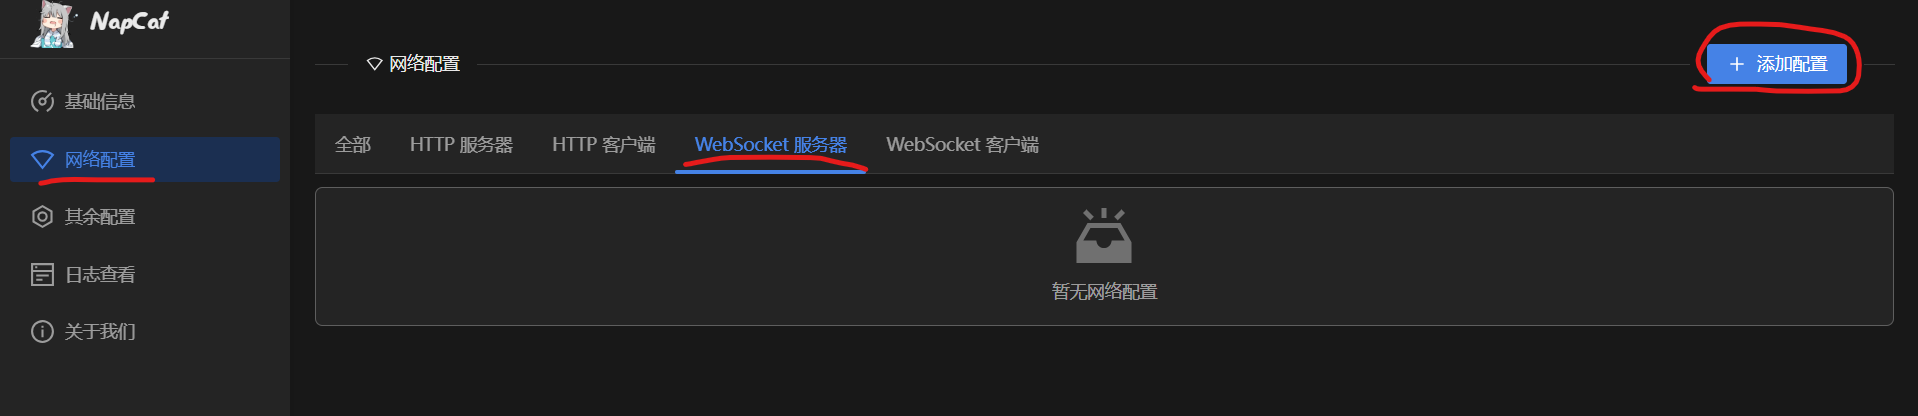 NapCat
基础信息
网络配置
其余配置
日志查看
关于我们
网络配置
添加配置
全部 HTTP 服务器 HTTP 客户端 WebSocket 服务器 WebSocket 客户端
暂无网络配置